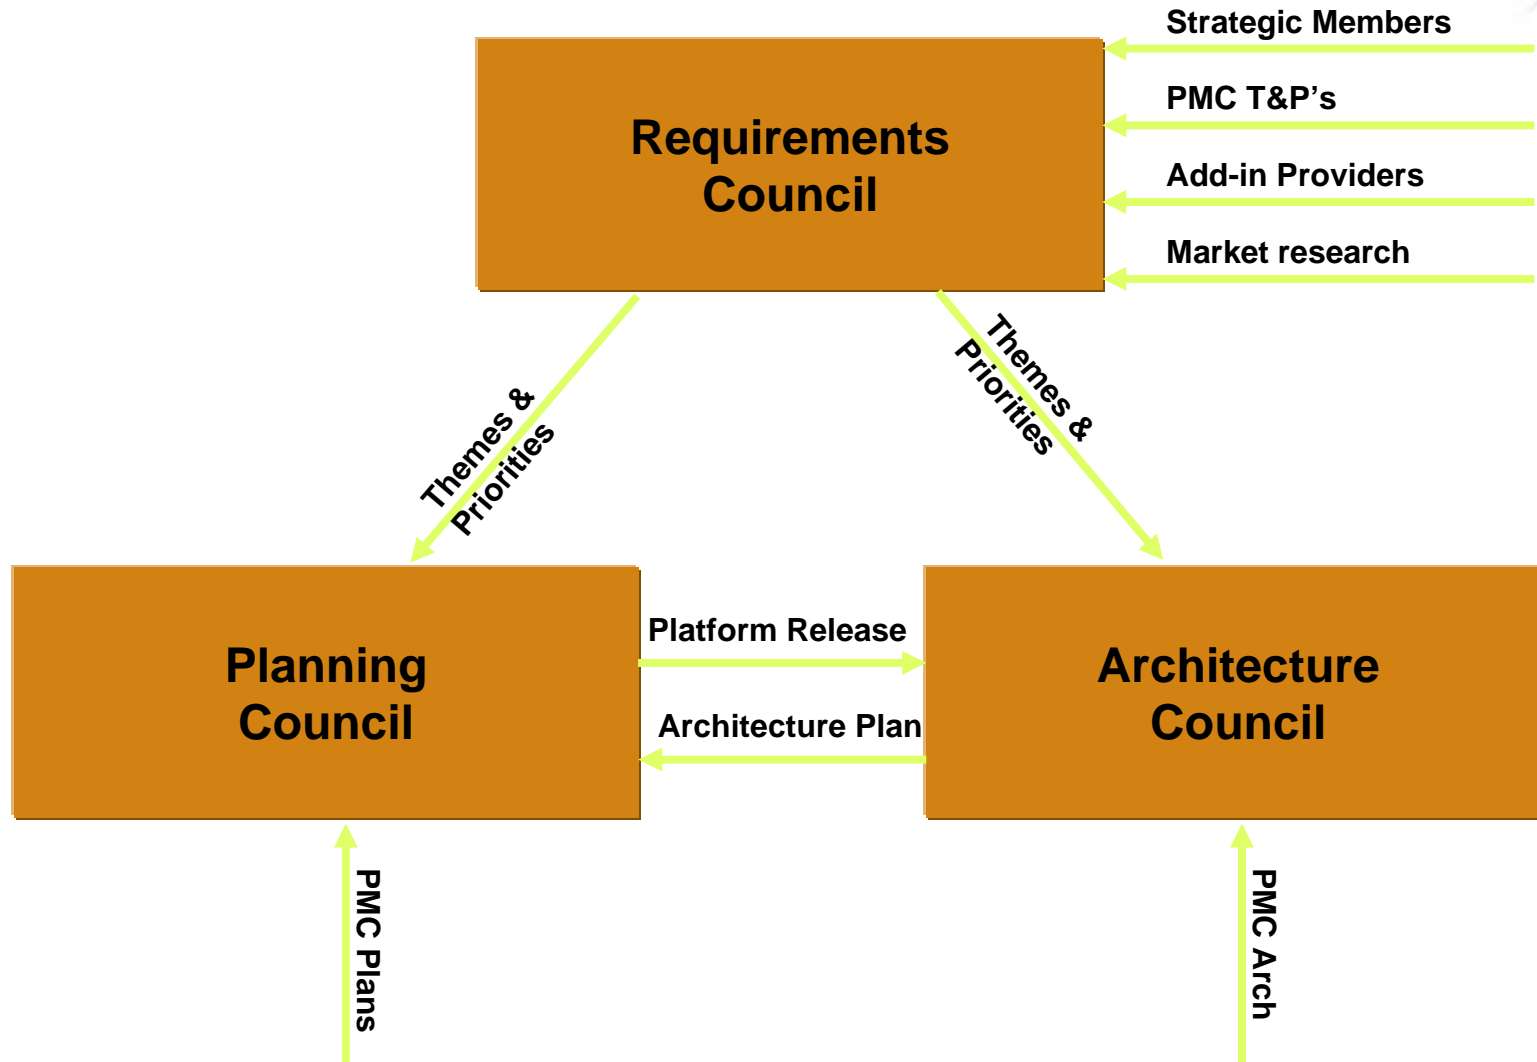 Strategic Members
PMC T&P’s
Requirements
Council
Add-in Providers
Market research
Themes &
Priorities
Themes &
Priorities
Platform Release
Planning
Council
Architecture
Council
Architecture Plan
PMC Plans
PMC Arch